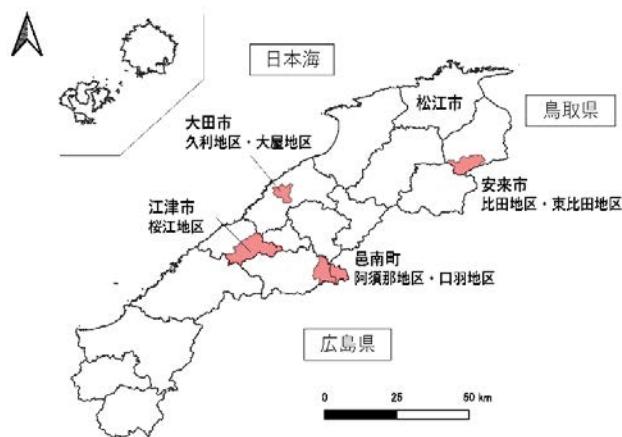 日本海
松江市
鳥取県
大田市
久利地区・大屋地区
安来市
比田地区・東比田地区
江津市
桜江地区
邑南町
阿須那地区・口羽地区
広島県
0 25 50 km